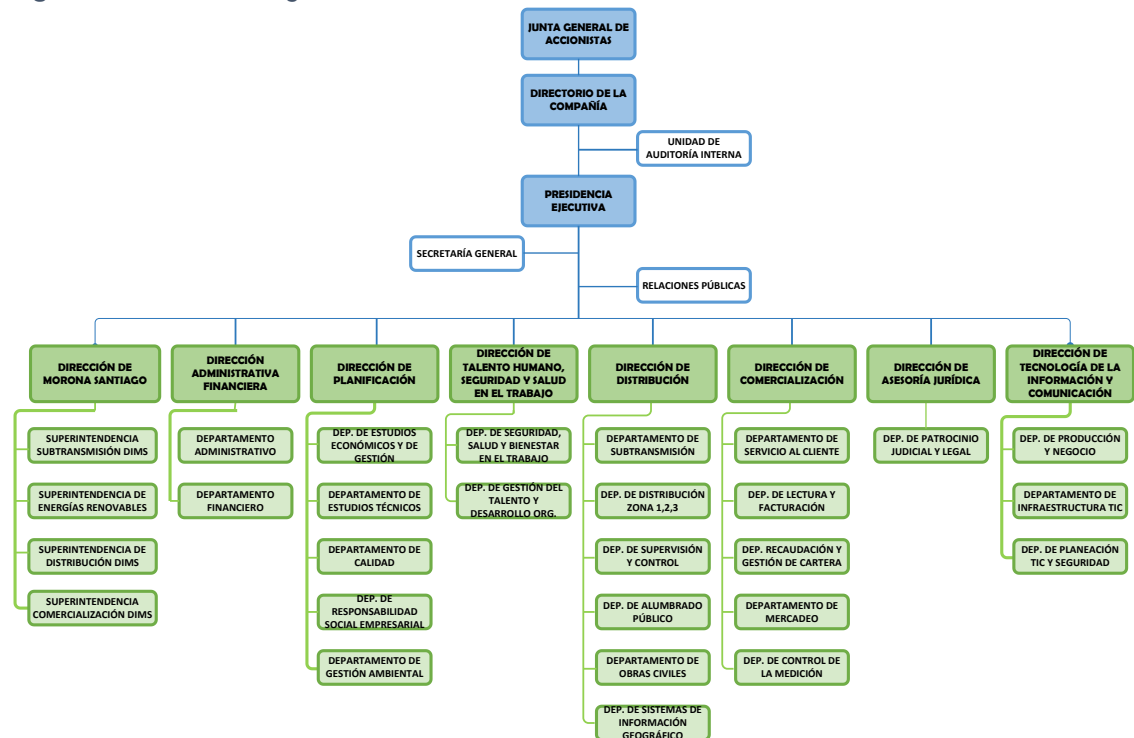 JUNTA GENERAL DE
ACCIONISTAS
DIRECTORIO DE LA
COMPAÑÍA
UNIDAD DE
AUDITORÍA INTERNA
PRESIDENCIA
EJECUTIVA
SECRETARÍA GENERAL
RELACIONES PÚBLICAS
DIRECCIÓN DE
MORONA SANTIAGO
DIRECCIÓN
ADMINISTRATIVA
FINANCIERA
DIRECCIÓN DE
PLANIFICACIÓN
DIRECCIÓN DE
TALENTO HUMANO,
SEGURIDAD Y SALUD
EN EL TRABAJO
DIRECCIÓN DE
DISTRIBUCIÓN
DIRECCIÓN DE
COMERCIALIZACIÓN
DIRECCIÓN DE
ASESORÍA JURÍDICA
DIRECCIÓN DE
TECNOLOGÍA DE LA
INFORMACIÓN Y
COMUNICACIÓN
SUPERINTENDENCIA
SUBTRANSMISIÓN DIMS
SUPERINTENDENCIA DE
ENERGÍAS RENOVABLES
SUPERINTENDENCIA DE
DISTRIBUCIÓN DIMS
SUPERINTENDENCIA
COMERCIALIZACIÓN DIMS
DEPARTAMENTO
ADMINISTRATIVO
DEPARTAMENTO
FINANCIERO
DEP. DE ESTUDIOS
ECONÓMICOS Y DE
GESTIÓN
DEPARTAMENTO DE
ESTUDIOS TÉCNICOS
DEPARTAMENTO DE
CALIDAD
DEP. DE
RESPONSABILIDAD
SOCIAL EMPRESARIAL
DEPARTAMENTO DE
GESTIÓN AMBIENTAL
DEP. DE SEGURIDAD,
SALUD Y BIENESTAR
EN EL TRABAJO
DEP. DE GESTIÓN DEL
TALENTO Y
DESARROLLO ORG.
DEPARTAMENTO DE
SUBTRANSMISIÓN
DEP. DE DISTRIBUCIÓN
ZONA 1,2,3
DEP. DE SUPERVISIÓN
Y CONTROL
DEP. DE ALUMBRADO
PÚBLICO
DEPARTAMENTO DE
OBRAS CIVILES
DEP. DE SISTEMAS DE
INFORMACIÓN
GEOGRÁFICO
DEPARTAMENTO DE
SERVICIO AL CLIENTE
DEP. DE LECTURA Y
FACTURACIÓN
DEP. RECAUDACIÓN Y
GESTIÓN DE CARTERA
DEPARTAMENTO DE
MERCADEO
DEP. DE CONTROL DE
LA MEDICIÓN
DEP. DE PATROCINIO
JUDICIAL Y LEGAL
DEP. DE PRODUCCIÓN
Y NEGOCIO
DEPARTAMENTO DE
INFRAESTRUCTURA TIC
DEP. DE PLANEACIÓN
TIC Y SEGURIDAD